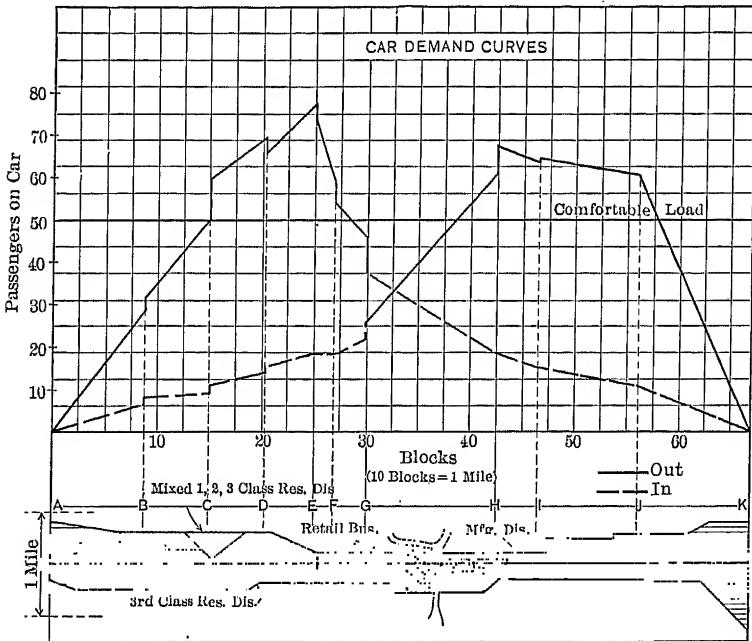 CAR DEMAND CURVES
Passengers on Car
80
70
60
50
40
30
20
10
Comfortable Load
10
20
30
40
50
60
Blocks
(10 Blocks=1 Mile)
Out
In
Mixed 1, 2, 3 Class Res. Dis
A
B
C
D
E
F
G
H
I
J
K
Retail Bus.
Mfgr. Dis.
1 Mile
3rd Class Res. Dis.